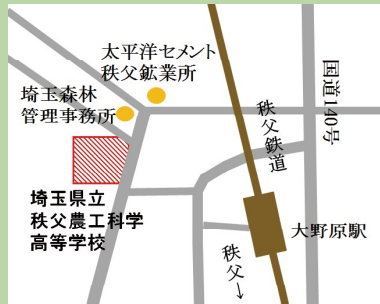 太平洋セメント
秩父鉱業所
埼玉森林
管理事務所
国道140号
秩父鉄道
埼玉県立
秩父農工科学
高等学校
大野原駅
秩父→